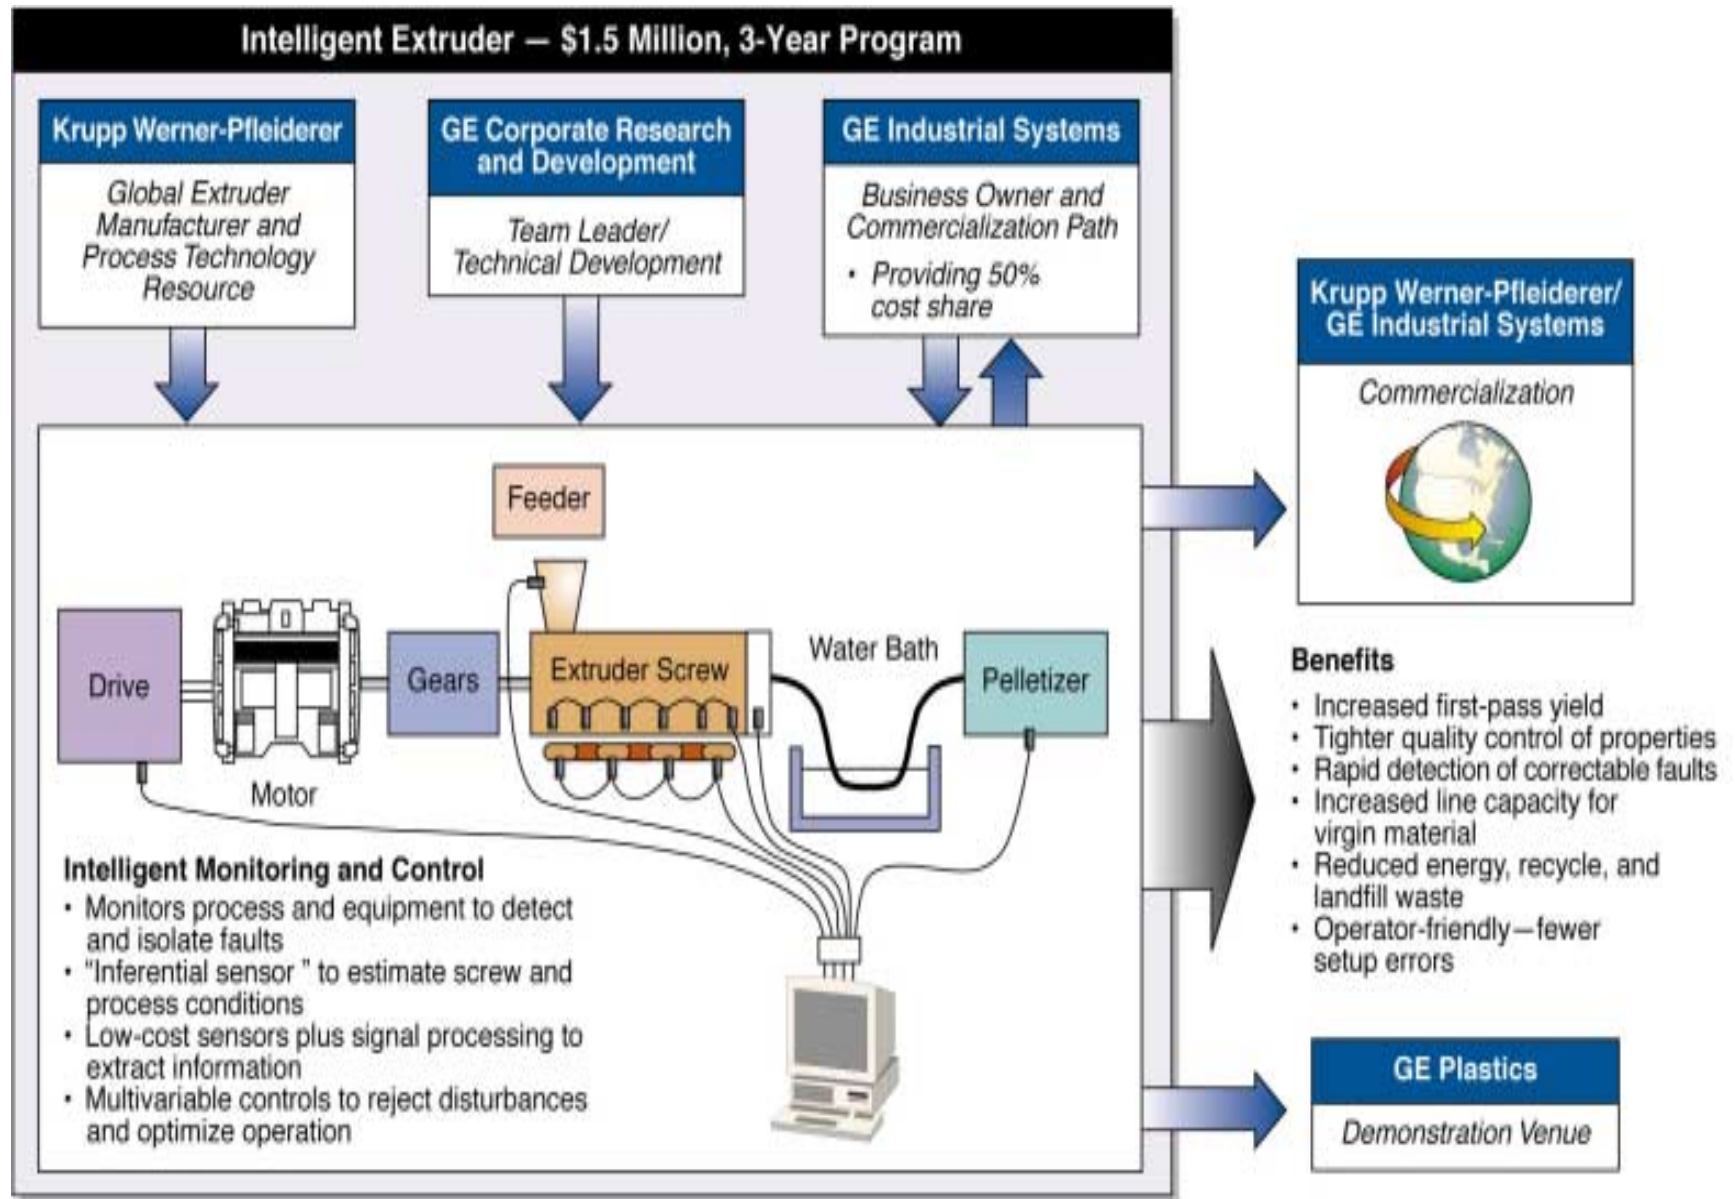 Intelligent Extruder — $1.5 Million, 3-Year Program
Krupp Werner-Pfleiderer
Global Extruder
Manufacturer and
Process Technology
Resource
GE Corporate Research
and Development
Team Leader/
Technical Development
GE Industrial Systems
Business Owner and
Commercialization Path
• Providing 50%
cost share
Krupp Werner-Pfleiderer/
GE Industrial Systems
Commercialization
Feeder
Drive
Motor
Gears
Extruder Screw
Water Bath
Pelletizer
Intelligent Monitoring and Control
• Monitors process and equipment to detect
and isolate faults
• “Inferential sensor ” to estimate screw and
process conditions
• Low-cost sensors plus signal processing to
extract information
• Multivariable controls to reject disturbances
and optimize operation
Benefits
• Increased first-pass yield
• Tighter quality control of properties
• Rapid detection of correctable faults
• Increased line capacity for
virgin material
• Reduced energy, recycle, and
landfill waste
• Operator-friendly—fewer
setup errors
GE Plastics
Demonstration Venue